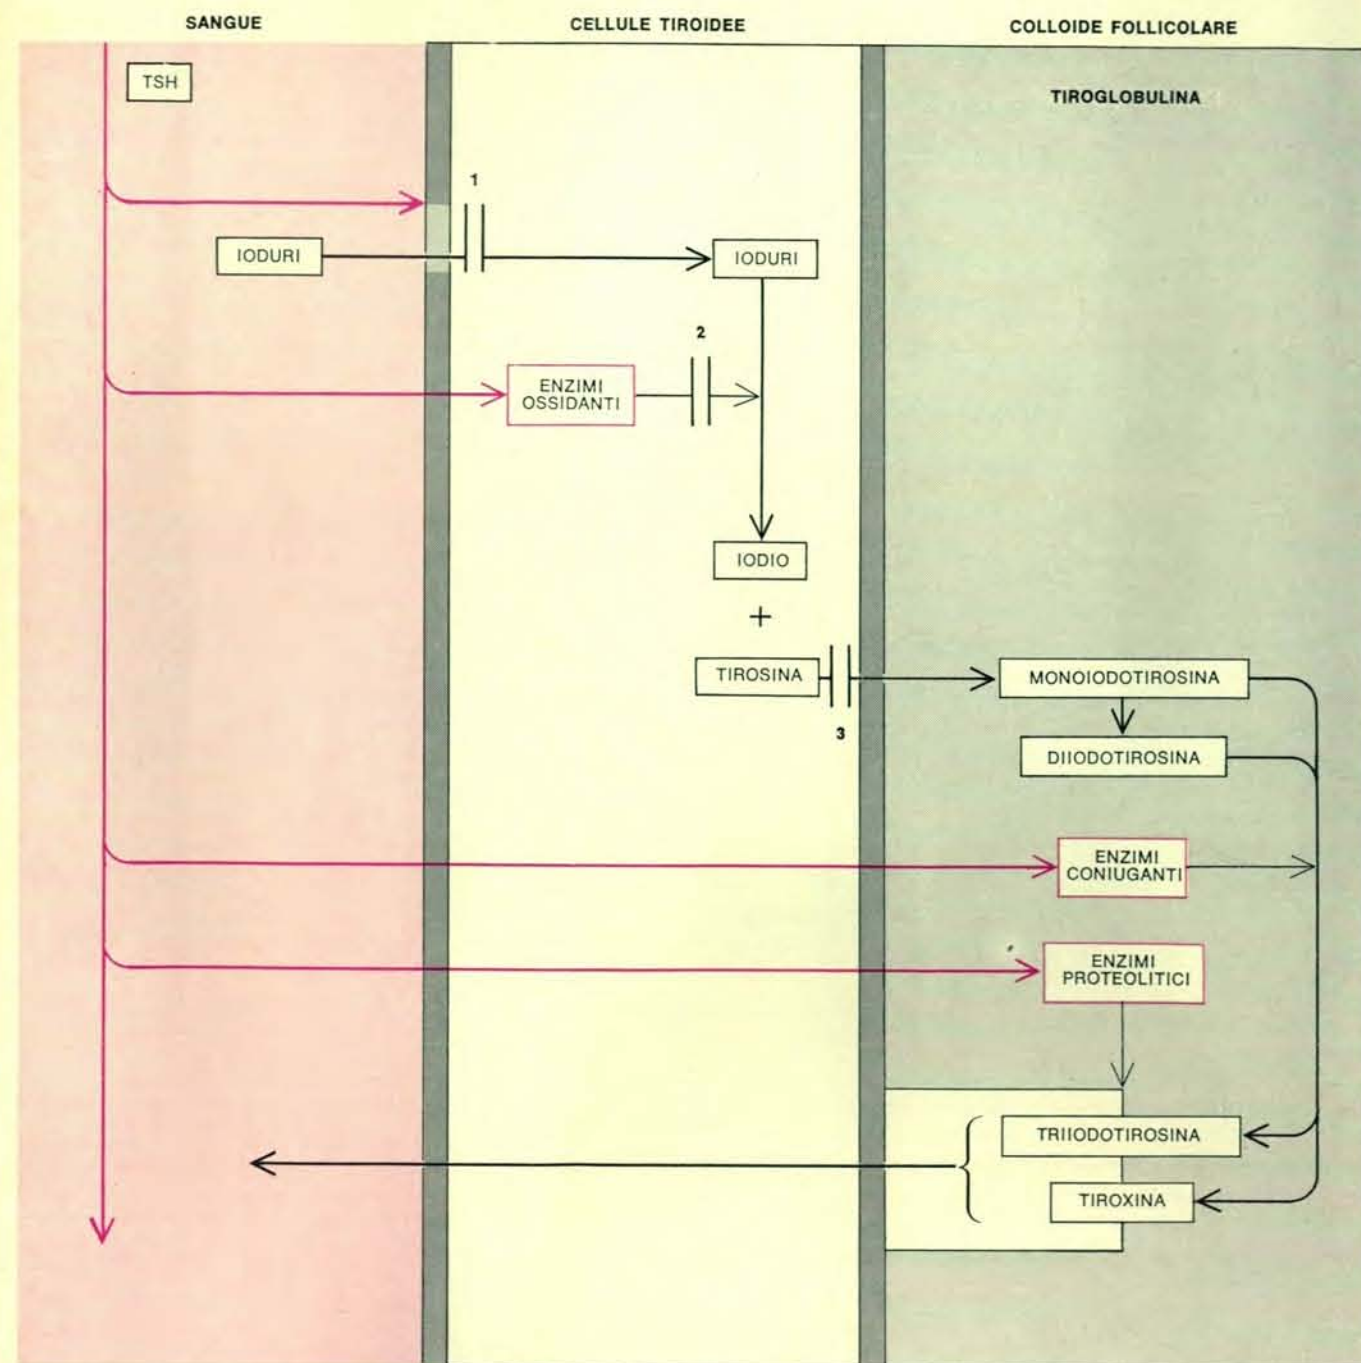 SANGUE
CELLULE TIROIDEE
COLLOIDE FOLLICOLARE
TSH
TIROGLOBULINA
1
IODURI
IODURI
2
ENZIMI
OSSIDANTI
IODIO
+
TIROSINA
3
MONOIODOTIROSINA
DIIODOTIROSINA
ENZIMI
CONIUGANTI
ENZIMI
PROTEOLITICI
TRIIODOTIROSINA
TIROXINA